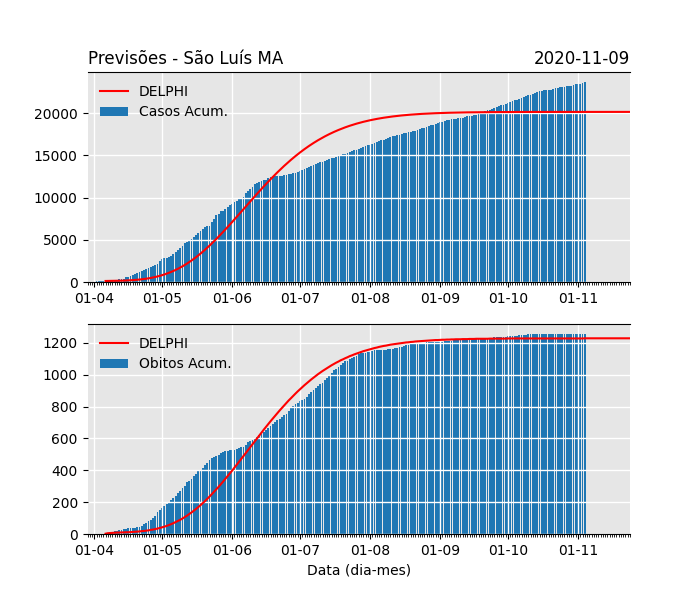 Previsões - São Luís MA 2020-11-09
DELPHI
Casos Acum.
20000
15000
10000
5000
0
01-04 01-05 01-06 01-07 01-08 01-09 01-10 01-11
DELPHI
Obitos Acum.
1200
1000
800
600
400
200
0
01-04 01-05 01-06 01-07 01-08 01-09 01-10 01-11
Data (dia-mes)